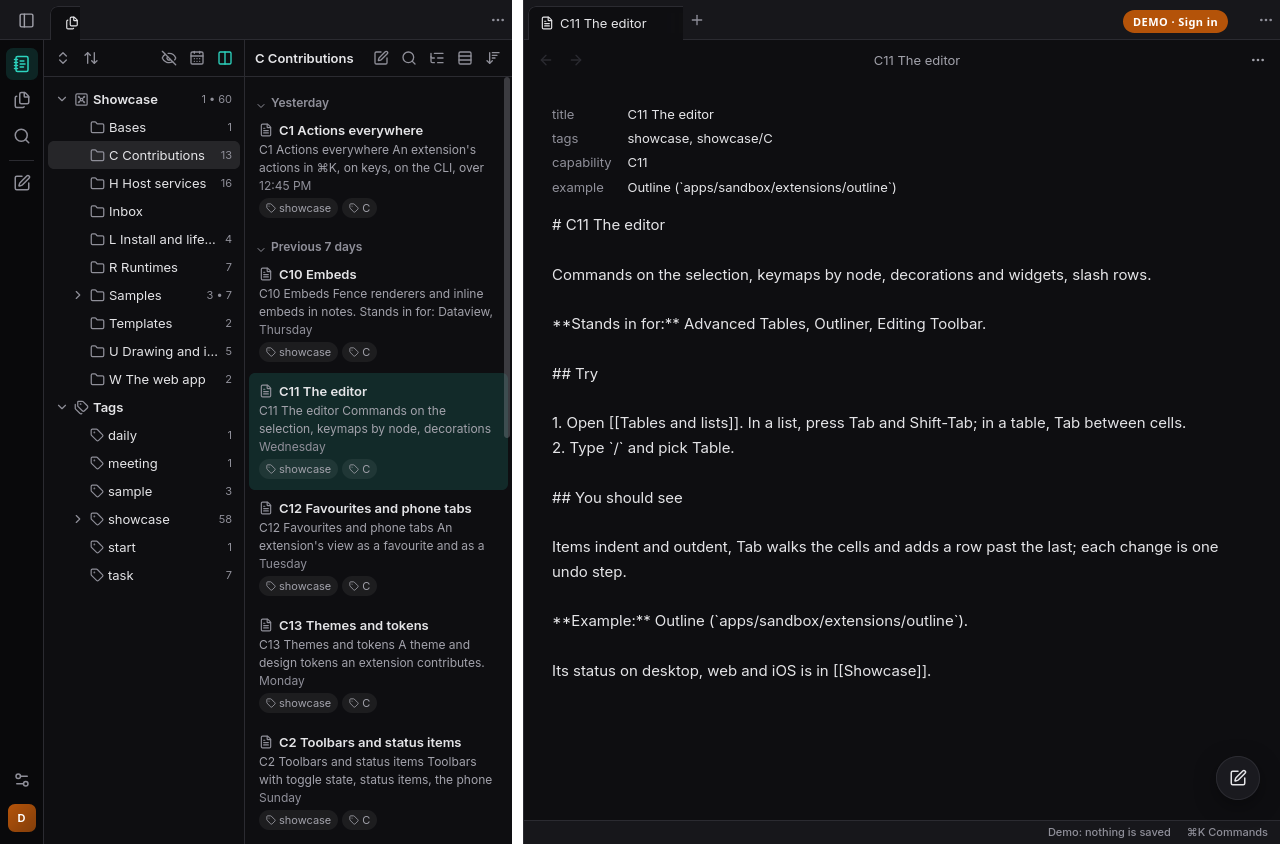 C11 The editor
DEMO · Sign in
C Contributions
C11 The editor
Showcase 1 • 60
Bases 1
C Contributions 13
H Host services 16
Inbox
L Install and life... 4
R Runtimes 7
Samples 3 • 7
Templates 2
U Drawing and i... 5
W The web app 2
Tags
daily 1
meeting 1
sample 3
showcase 58
start 1
task 7
Yesterday
C1 Actions everywhere
C1 Actions everywhere An extension's
actions in ⌘K, on keys, on the CLI, over
12:45 PM
showcase C
Previous 7 days
C10 Embeds
C10 Embeds Fence renderers and inline
embeds in notes. Stands in for: Dataview,
Thursday
showcase C
C11 The editor
C11 The editor Commands on the
selection, keymaps by node, decorations
Wednesday
showcase C
C12 Favourites and phone tabs
C12 Favourites and phone tabs An
extension's view as a favourite and as a
Tuesday
showcase C
C13 Themes and tokens
C13 Themes and tokens A theme and
design tokens an extension contributes.
Monday
showcase C
C2 Toolbars and status items
C2 Toolbars and status items Toolbars
with toggle state, status items, the phone
Sunday
showcase C
title C11 The editor
tags showcase, showcase/C
capability C11
example Outline (`apps/sandbox/extensions/outline`)
# C11 The editor
Commands on the selection, keymaps by node, decorations and widgets, slash rows.
**Stands in for:** Advanced Tables, Outliner, Editing Toolbar.
## Try
1. Open [[Tables and lists]]. In a list, press Tab and Shift-Tab; in a table, Tab between cells.
2. Type `/` and pick Table.
## You should see
Items indent and outdent, Tab walks the cells and adds a row past the last; each change is one
undo step.
**Example:** Outline (`apps/sandbox/extensions/outline`).
Its status on desktop, web and iOS is in [[Showcase]].
D
Demo: nothing is saved ⌘K Commands